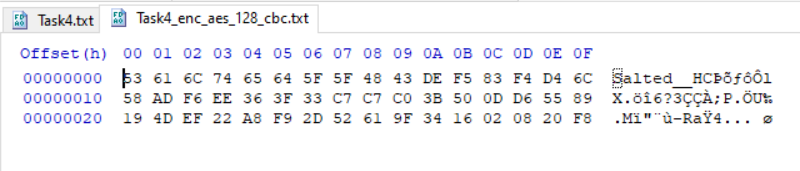 Task4.txt Task4_enc_aes_128_cbc.txt
Offset(h) 00 01 02 03 04 05 06 07 08 09 0A 0B 0C 0D 0E 0F
00000000 53 61 6C 74 65 64 5F 5F 48 43 DE F5 83 F4 D4 6C Salted__HCÞõƒôÔl
00000010 58 AD F6 EE 36 3F 33 C7 C7 C0 3B 50 0D D6 55 89 X.öî6?3ÇÇÀ;P.ÖU‰
00000020 19 4D EF 22 A8 F9 2D 52 61 9F 34 16 02 08 20 F8 .Mï"¨ù-RaŸ4... ø